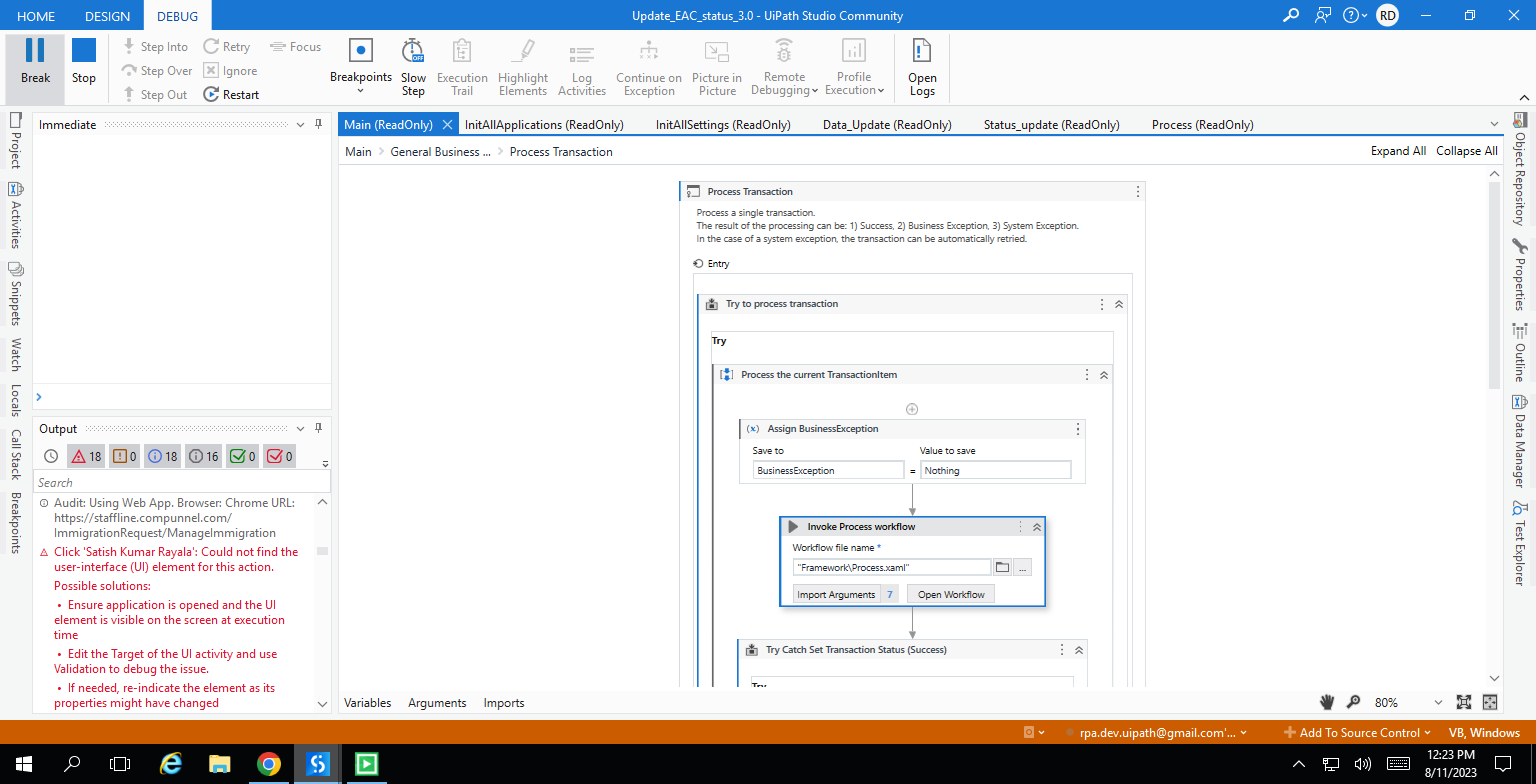 HOME DESIGN DEBUG
Update_EAC_status_3.0 - UiPath Studio Community
RD
Break
Stop
Step Into
Step Over
Step Out
Retry
Ignore
Restart
Focus
Breakpoints
Slow
Step
OFF
Execution
Trail
Highlight
Elements
Log
Activities
Continue on
Exception
Picture in
Picture
Remote
Debugging
Profile
Execution
Open
Logs
Project
Activities
Snippets
Watch
Locals
Call Stack
Breakpoints
Immediate
>
Output
18 0 18 16 0 0
Search
Audit: Using Web App. Browser: Chrome URL:
https://staffline.compunnel.com/
ImmigrationRequest/ManageImmigration
Click 'Satish Kumar Rayala': Could not find the
user-interface (UI) element for this action.
Possible solutions:
• Ensure application is opened and the UI
element is visible on the screen at execution
time
• Edit the Target of the UI activity and use
Validation to debug the issue.
• If needed, re-indicate the element as its
properties might have changed
Main (ReadOnly) InitAllApplications (ReadOnly) InitAllSettings (ReadOnly) Data_Update (ReadOnly) Status_update (ReadOnly) Process (ReadOnly)
Main > General Business ... > Process Transaction
Expand All Collapse All
Process Transaction
Process a single transaction.
The result of the processing can be: 1) Success, 2) Business Exception, 3) System Exception.
In the case of a system exception, the transaction can be automatically retried.
Entry
Try to process transaction
Try
Process the current TransactionItem
(x) Assign BusinessException
Save to Value to save
BusinessException = Nothing
Invoke Process workflow
Workflow file name *
"Framework\Process.xaml" ...
Import Arguments 7 Open Workflow
Try Catch Set Transaction Status (Success)
Try
Variables Arguments Imports
80%
Object Repository
Properties
Outline
Data Manager
Test Explorer
rpa.dev.uipath@gmail.com'... Add To Source Control VB, Windows
12:23 PM
8/11/2023